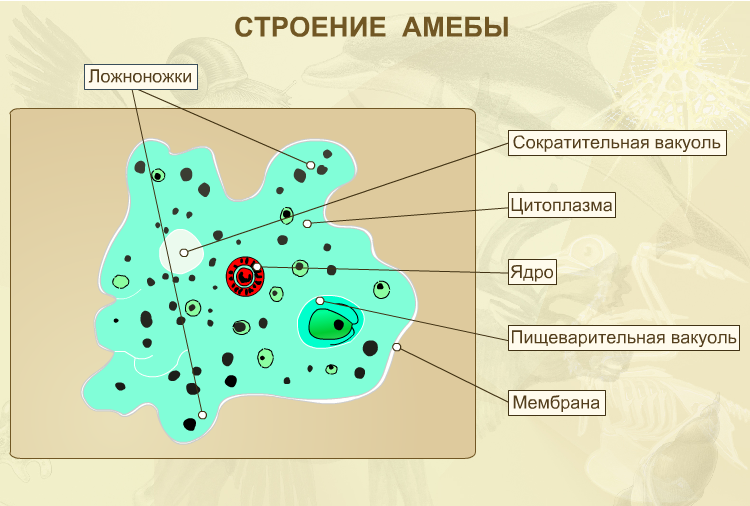 СТРОЕНИЕ АМЕБЫ
Ложноножки
Сократительная вакуоль
Цитоплазма
Ядро
Пищеварительная вакуоль
Мембрана